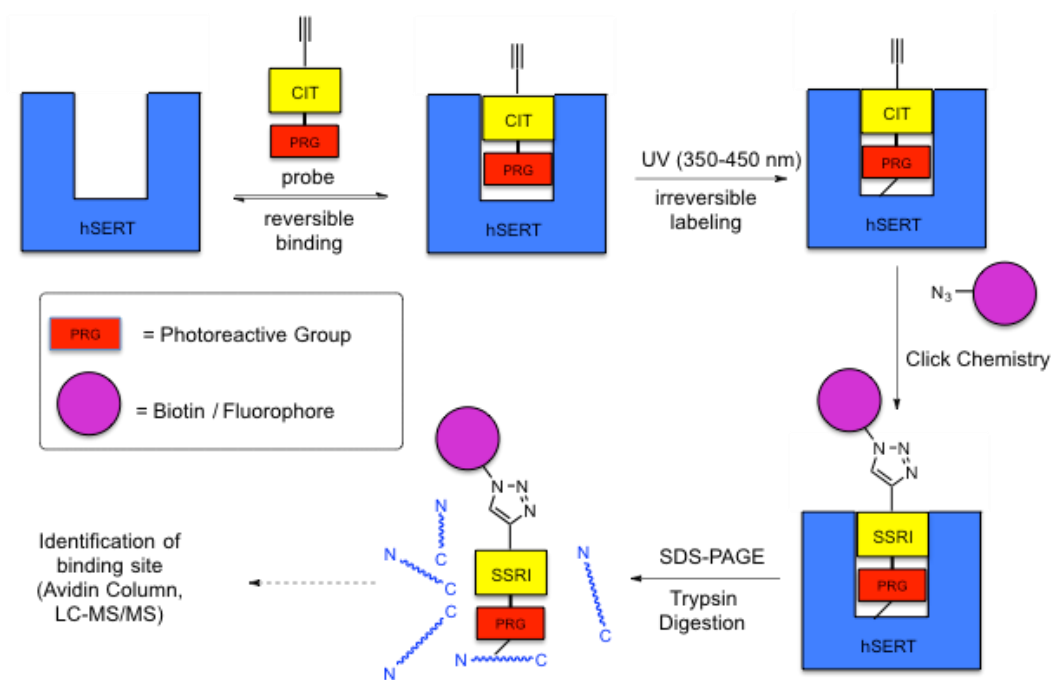 CIT
PRG
probe
reversible
binding
hSERT
CIT
PRG
hSERT
UV (350-450 nm)
irreversible
labeling
CIT
PRG
hSERT
N3
Click Chemistry
PRG
= Photoreactive Group
= Biotin / Fluorophore
N
N
N
SSRI
PRG
hSERT
SDS-PAGE
Trypsin
Digestion
N
N
N
SSRI
PRG
N
C
N
C
C
N
N
C
N
C
Identification of
binding site
(Avidin Column,
LC-MS/MS)